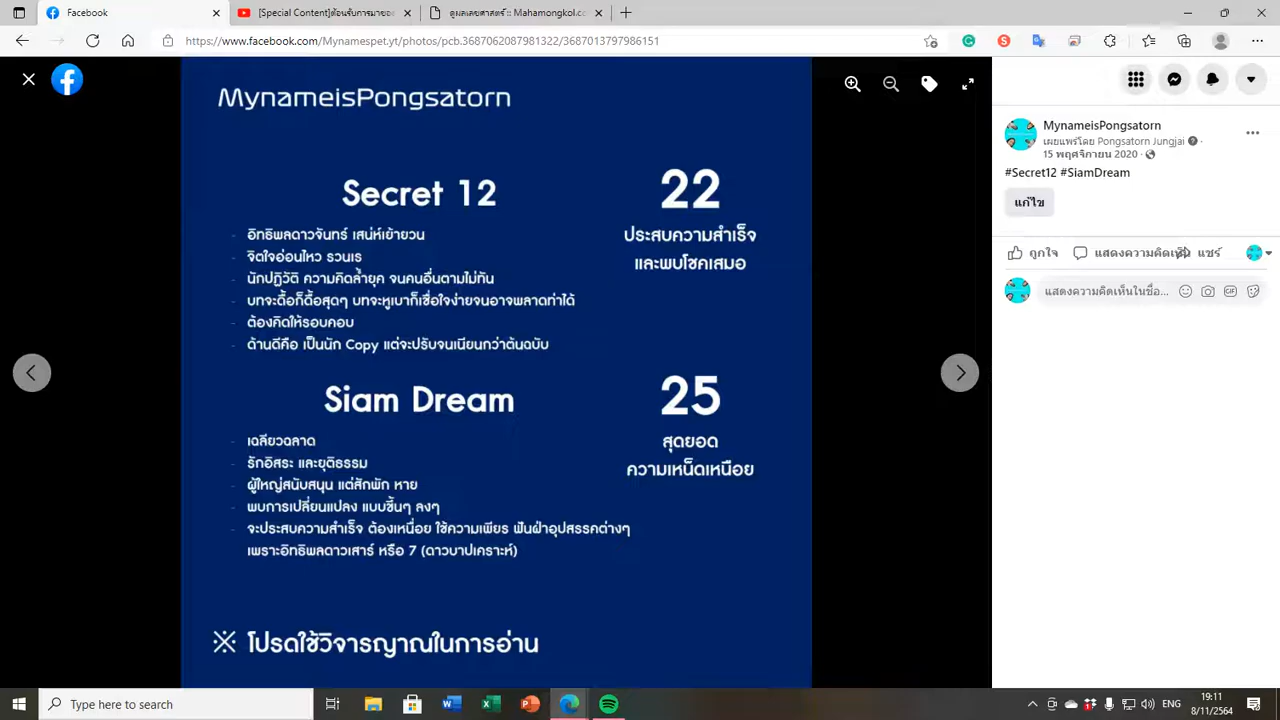 Facebook
[Special Content]
Mahamongkol.co
https://www.facebook.com/Mynamespet.yt/photos/pcb.3687062087981322/3687013797986151
MynameisPongsatorn
Secret 12
22
อิทธิพลดาวจันทร์ เสน่ห์เย้ายวน
ประสบความสำเร็จ
จิตใจอ่อนไหว รวนเร
และพบโชคเสมอ
นักปฏิวัติ ความคิดล้ำยุค จนคนอื่นตามไม่ทัน
บทจะดื้อก็ดื้อสุดๆ บทจะหูเบาก็เชื่อใจง่ายจนอาจพลาดท่าได้
ต้องคิดให้รอบคอบ
ด้านดีคือ เป็นนัก Copy แต่จะปรับจนเนียนกว่าต้นฉบับ
Siam Dream
25
เฉลียวฉลาด
สุดยอด
รักอิสระ และยุติธรรม
ความเหน็ดเหนือย
ผู้ใหญ่สนับสนุน แต่สักพัก หาย
พบการเปลี่ยนแปลง แบบขึ้นๆ ลงๆ
จะประสบความสำเร็จ ต้องเหนื่อย ใช้ความเพียร ฟันฝ่าอุปสรรคต่างๆ
เพราะอิทธิพลดาวเสาร์ หรือ 7 (ดาวบาปเคราะห์)
※ โปรดใช้วิจารญาณในการอ่าน
MynameisPongsatorn
เผยแพร่โดย Pongsatorn Jungjai
15 พฤศจิกายน 2020
#Secret12 #SiamDream
แก้ไข
ถูกใจ
แชร์
แสดงความคิดเห็นในชื่อ...
Type here to search
ENG
19:11
8/11/2564